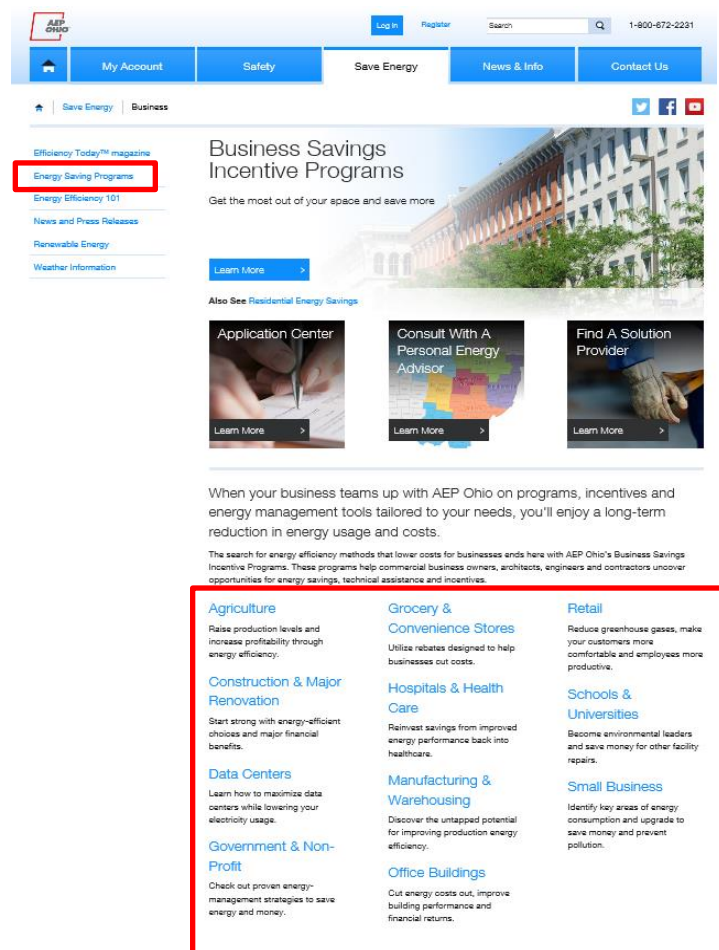 AEP
OHIO
Log In
Register
Search
1-800-672-2231
My Account
Safety
Save Energy
News & Info
Contact Us
Save Energy
Business
Efficiency Today™ magazine
Energy Saving Programs
Energy Efficiency 101
News and Press Releases
Renewable Energy
Weather Information
Business Savings
Incentive Programs
Get the most out of your space and save more
Learn More >
Also See Residential Energy Savings
Application Center
Learn More >
Consult With A
Personal Energy
Advisor
Learn More >
Find A Solution
Provider
Learn More >
When your business teams up with AEP Ohio on programs, incentives and
energy management tools tailored to your needs, you'll enjoy a long-term
reduction in energy usage and costs.
The search for energy efficiency methods that lower costs for businesses ends here with AEP Ohio's Business Savings
Incentive Programs. These programs help commercial business owners, architects, engineers and contractors uncover
opportunities for energy savings, technical assistance and incentives.
Agriculture
Raise production levels and
increase profitability through
energy efficiency.
Construction & Major
Renovation
Start strong with energy-efficient
choices and major financial
benefits.
Data Centers
Learn how to maximize data
centers while lowering your
electricity usage.
Government & Non-
Profit
Check out proven energy-
management strategies to save
energy and money.
Grocery &
Convenience Stores
Utilize rebates designed to help
businesses cut costs.
Hospitals & Health
Care
Reinvest savings from improved
energy performance back into
healthcare.
Manufacturing &
Warehousing
Discover the untapped potential
for improving production energy
efficiency.
Office Buildings
Cut energy costs out, improve
building performance and
financial returns.
Retail
Reduce greenhouse gases, make
your customers more
comfortable and employees more
productive.
Schools &
Universities
Become environmental leaders
and save money for other facility
repairs.
Small Business
Identify key areas of energy
consumption and upgrade to
save money and prevent
pollution.